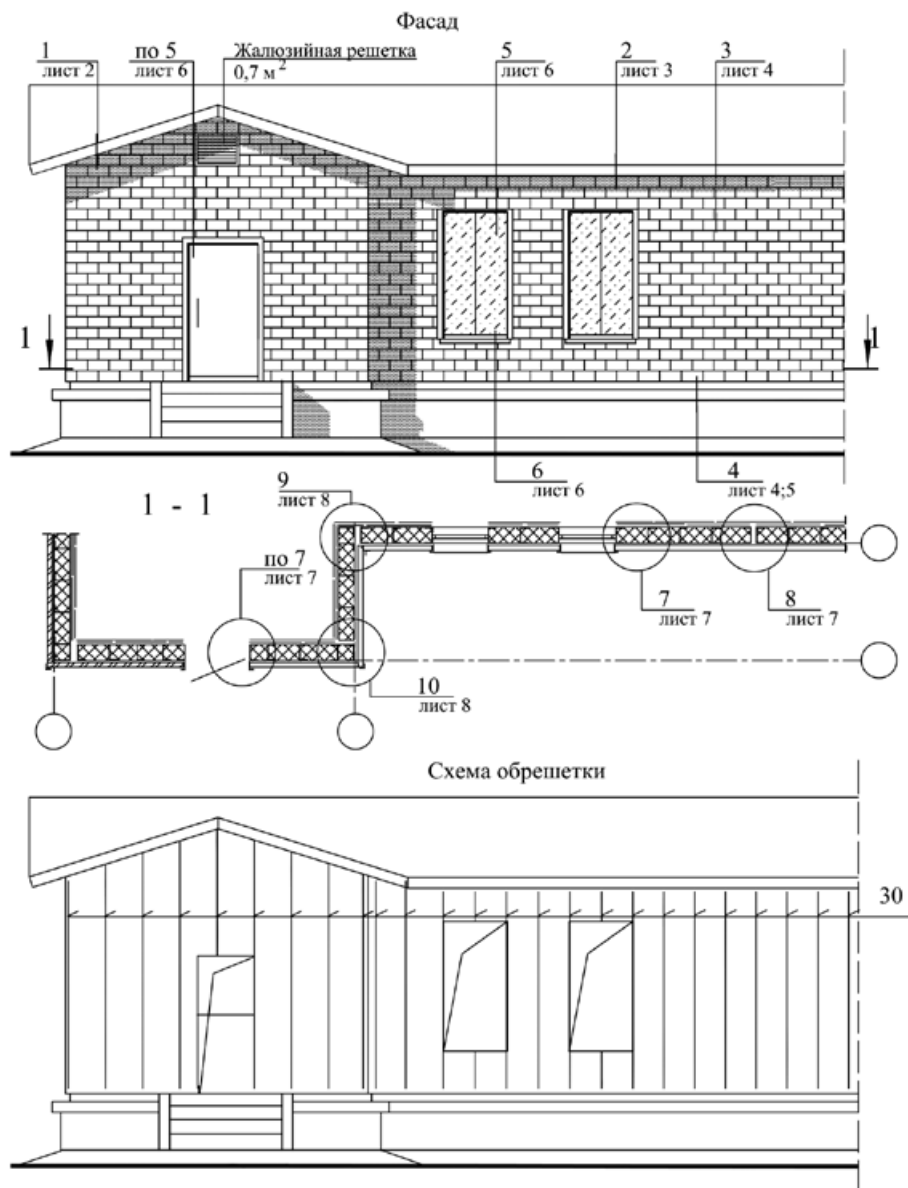 Фасад
1
лист 2
по 5
лист 6
Жалюзийная решетка
0,7 м²
5
лист 6
2
лист 3
3
лист 4
1
1
6
лист 6
4
лист 4;5
1 - 1
9
лист 8
по 7
лист 7
7
лист 7
8
лист 7
10
лист 8
Схема обрешетки
30